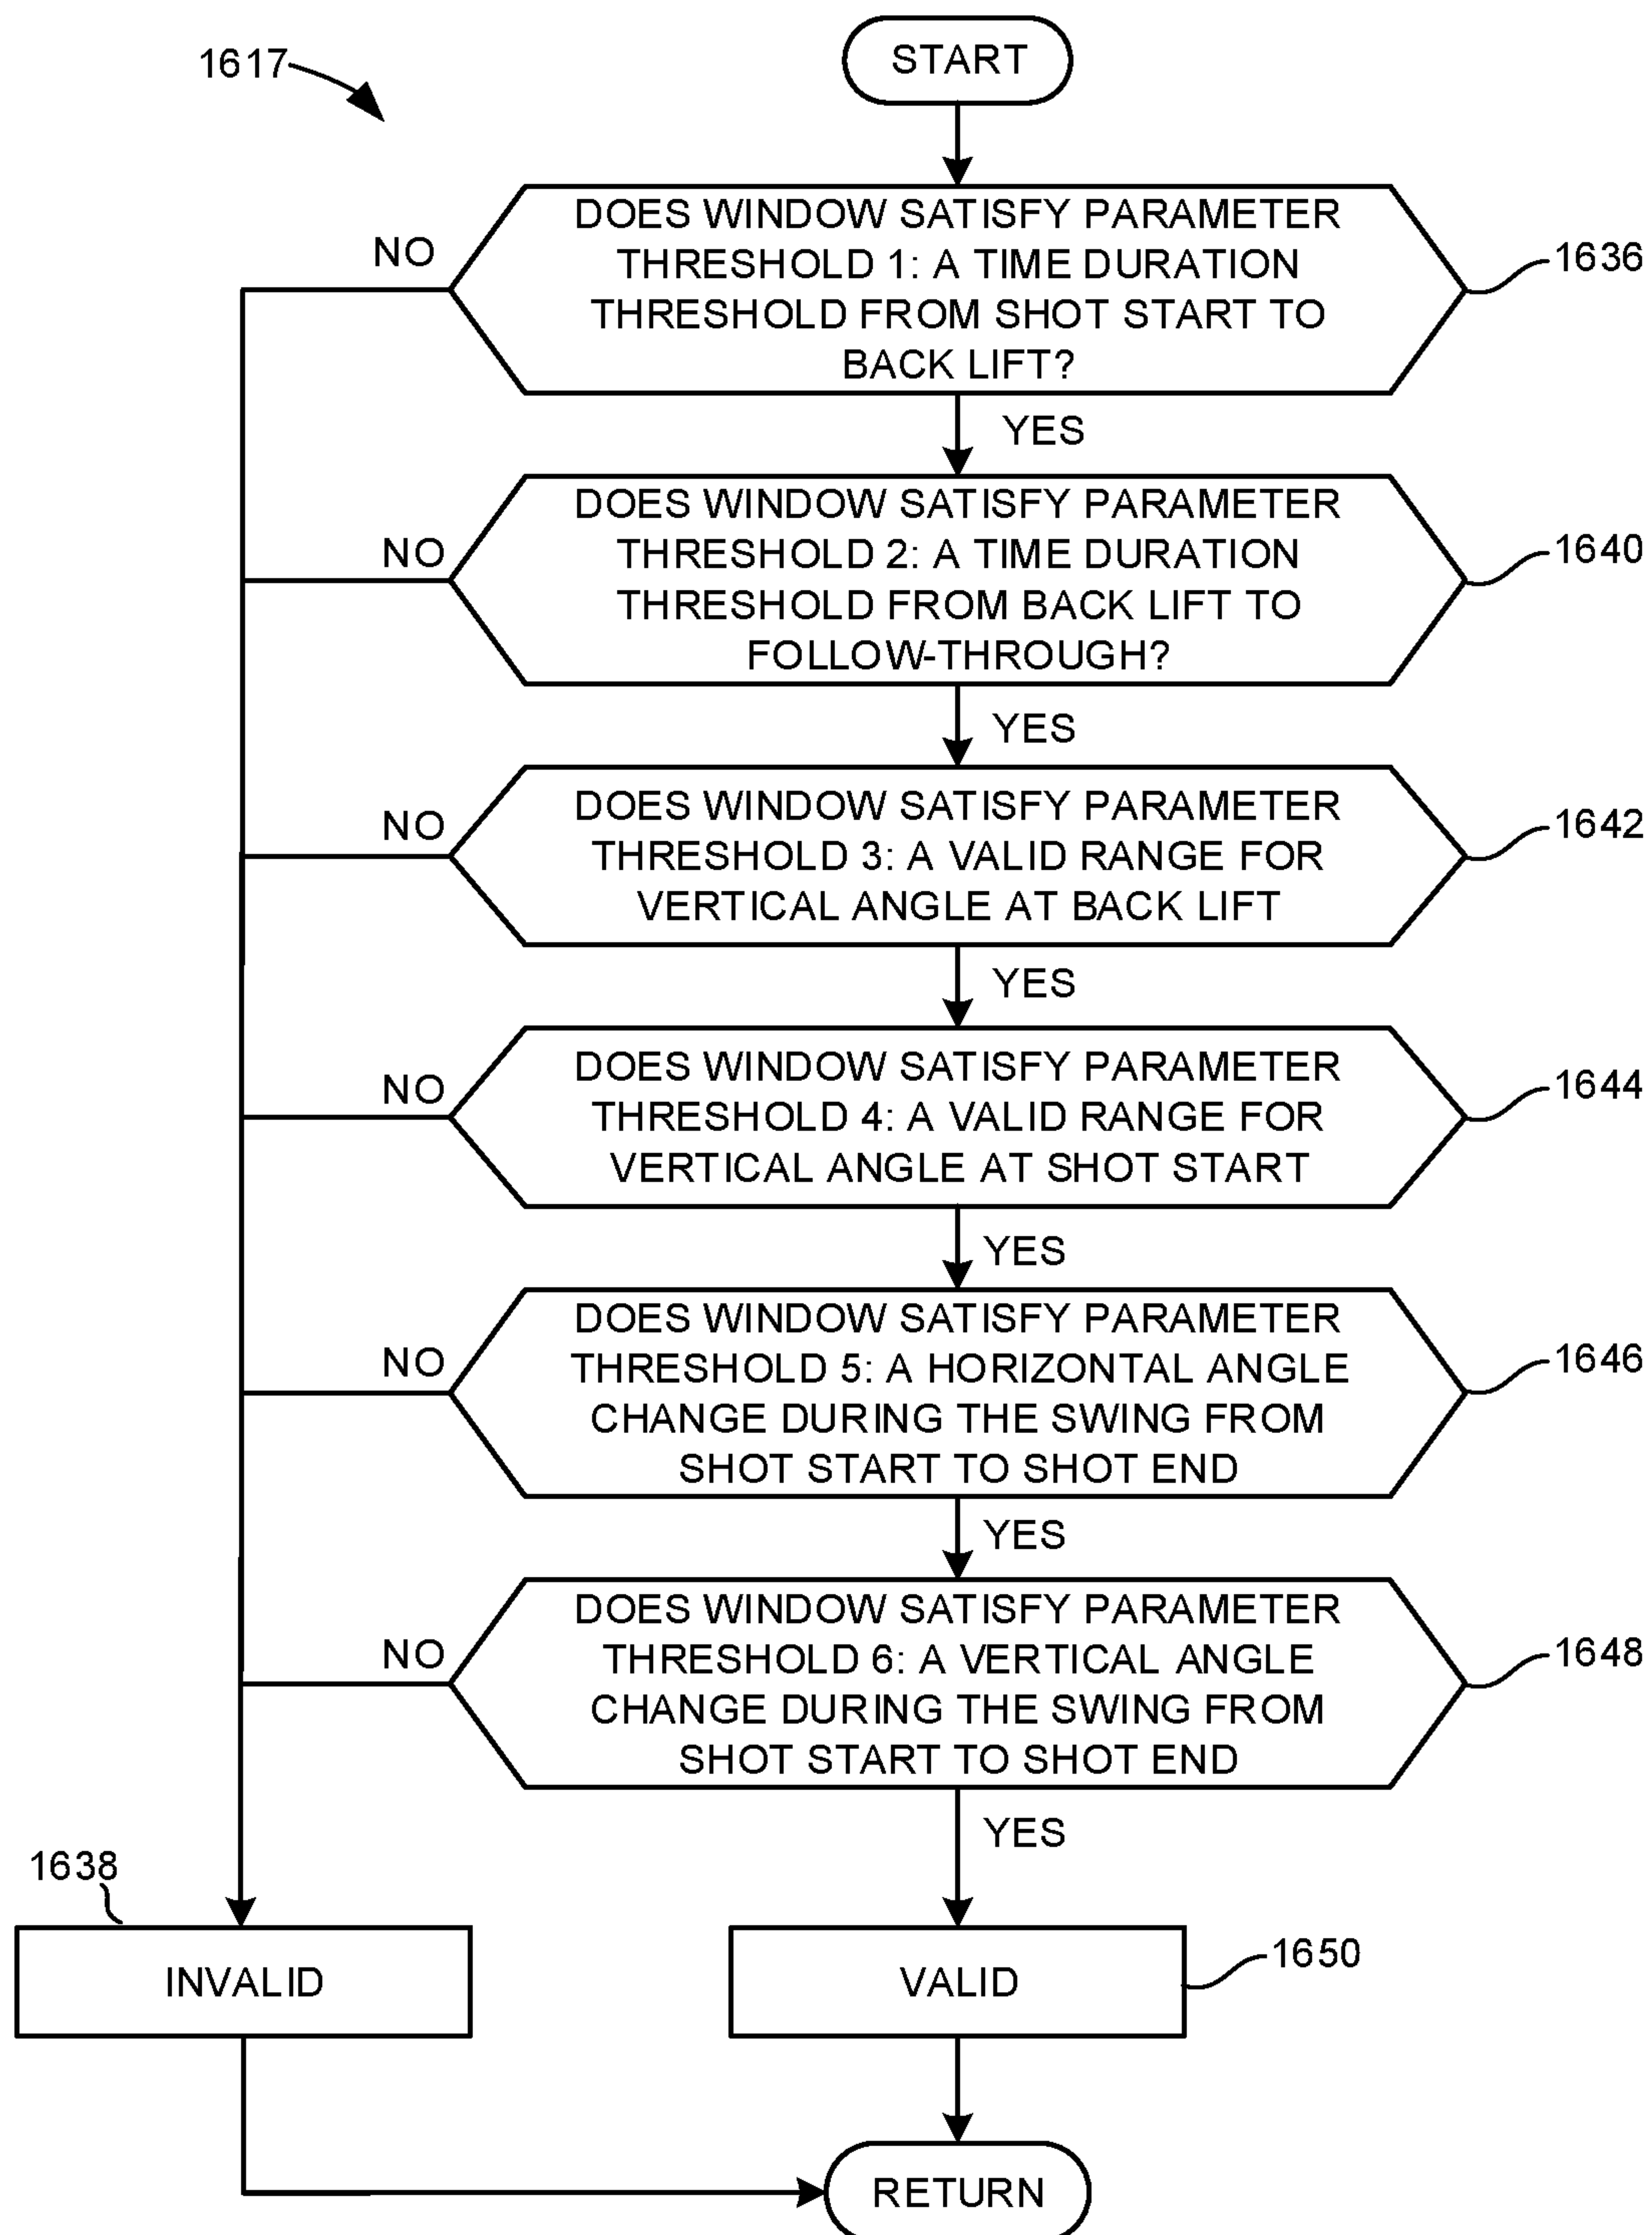 1617
START
DOES WINDOW SATISFY PARAMETER
THRESHOLD 1: A TIME DURATION
THRESHOLD FROM SHOT START TO
BACK LIFT?
NO
1636
YES
DOES WINDOW SATISFY PARAMETER
THRESHOLD 2: A TIME DURATION
THRESHOLD FROM BACK LIFT TO
FOLLOW-THROUGH?
NO
1640
YES
DOES WINDOW SATISFY PARAMETER
THRESHOLD 3: A VALID RANGE FOR
VERTICAL ANGLE AT BACK LIFT
NO
1642
YES
DOES WINDOW SATISFY PARAMETER
THRESHOLD 4: A VALID RANGE FOR
VERTICAL ANGLE AT SHOT START
NO
1644
YES
DOES WINDOW SATISFY PARAMETER
THRESHOLD 5: A HORIZONTAL ANGLE
CHANGE DURING THE SWING FROM
SHOT START TO SHOT END
NO
1646
YES
DOES WINDOW SATISFY PARAMETER
THRESHOLD 6: A VERTICAL ANGLE
CHANGE DURING THE SWING FROM
SHOT START TO SHOT END
NO
1648
YES
1638
INVALID
VALID
1650
RETURN